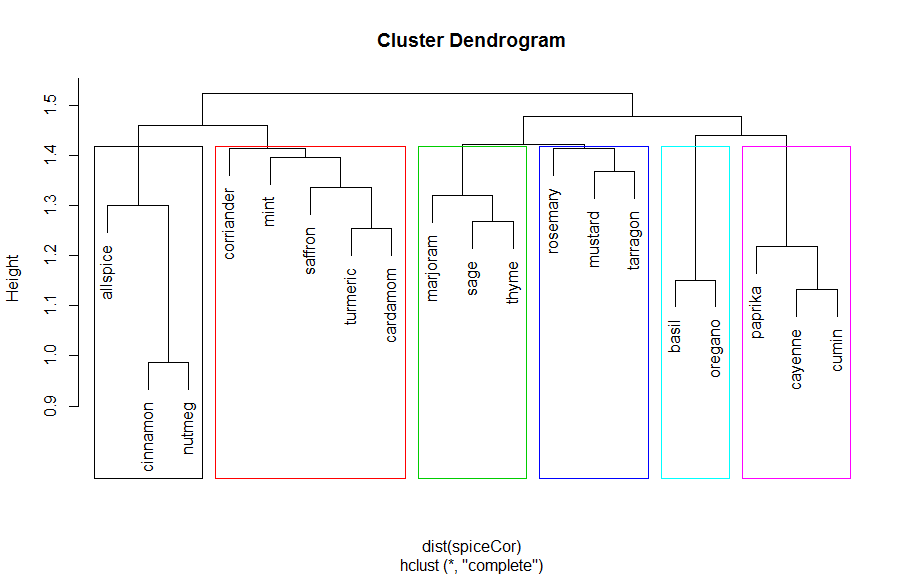 Cluster Dendrogram
Height
1.5
1.4
1.3
1.2
1.1
1.0
0.9
allspice
cinnamon
nutmeg
corriander
mint
saffron
turmeric
cardamom
marjoram
sage
thyme
rosemary
mustard
tarragon
basil
oregano
paprika
cayenne
cumin
dist(spiceCor)
hclust (*, "complete")